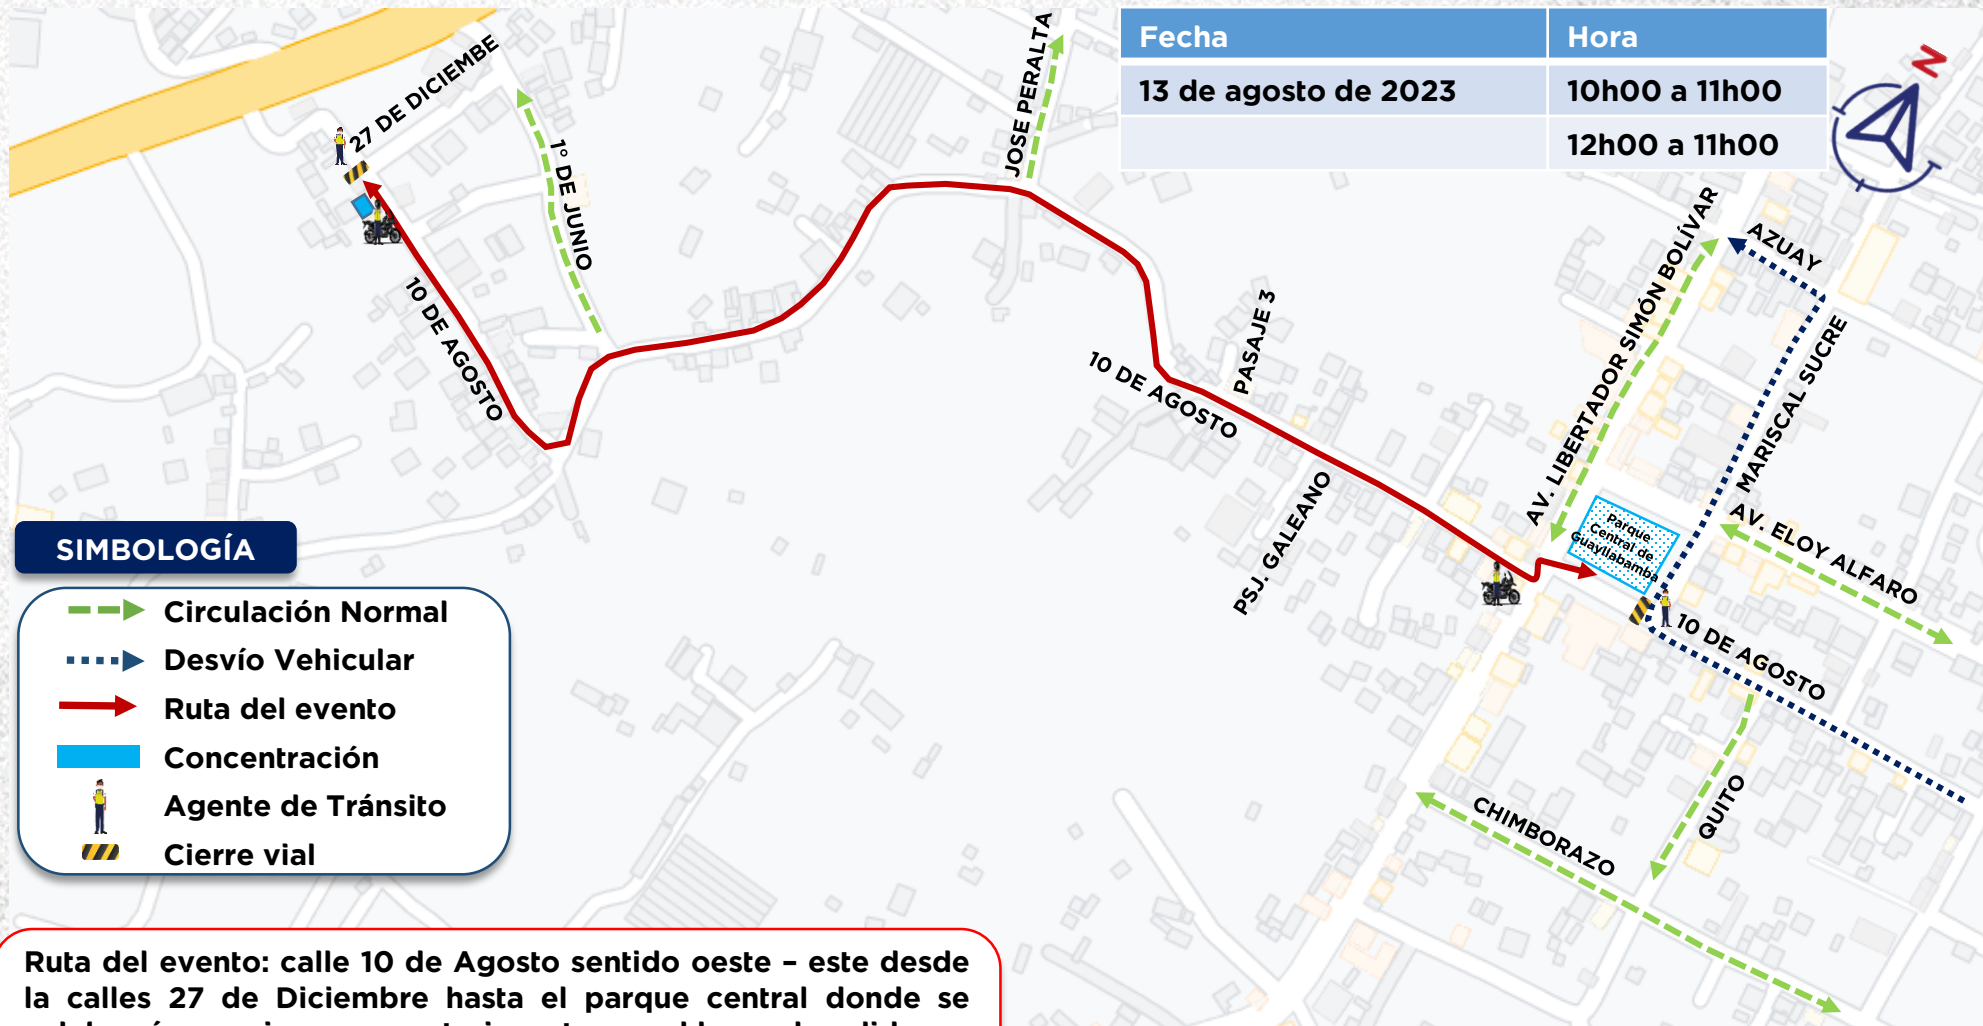 Fecha Hora
13 de agosto de 2023 10h00 a 11h00
12h00 a 11h00
N
27 DE DICIEMBE
1° DE JUNIO
JOSE PERALTA
10 DE AGOSTO
10 DE AGOSTO
PASAJE 3
PSJ. GALEANO
AV. LIBERTADOR SIMÓN BOLÍVAR
AZUAY
MARISCAL SUCRE
Parque
Central de
Guayllabamba
AV. ELOY ALFARO
10 DE AGOSTO
QUITO
CHIMBORAZO
SIMBOLOGÍA
Circulación Normal
Desvío Vehicular
Ruta del evento
Concentración
Agente de Tránsito
Cierre vial
Ruta del evento: calle 10 de Agosto sentido oeste – este desde
la calles 27 de Diciembre hasta el parque central donde se